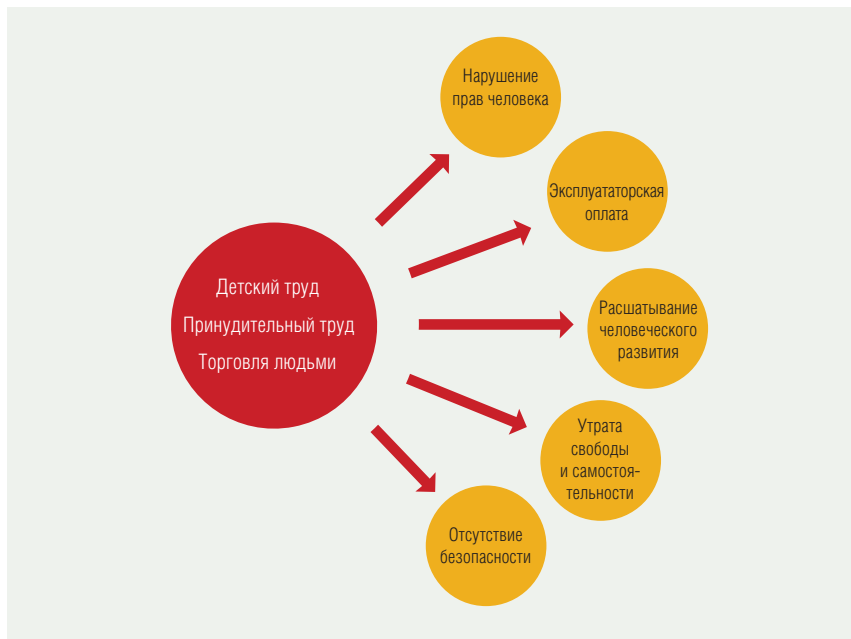 Нарушение
прав человека
Эксплуататорская
оплата
Детский труд
Принудительный труд
Торговля людьми
Расшатывание
человеческого
развития
Утрата
свободы
и самостоя-
тельности
Отсутствие
безопасности